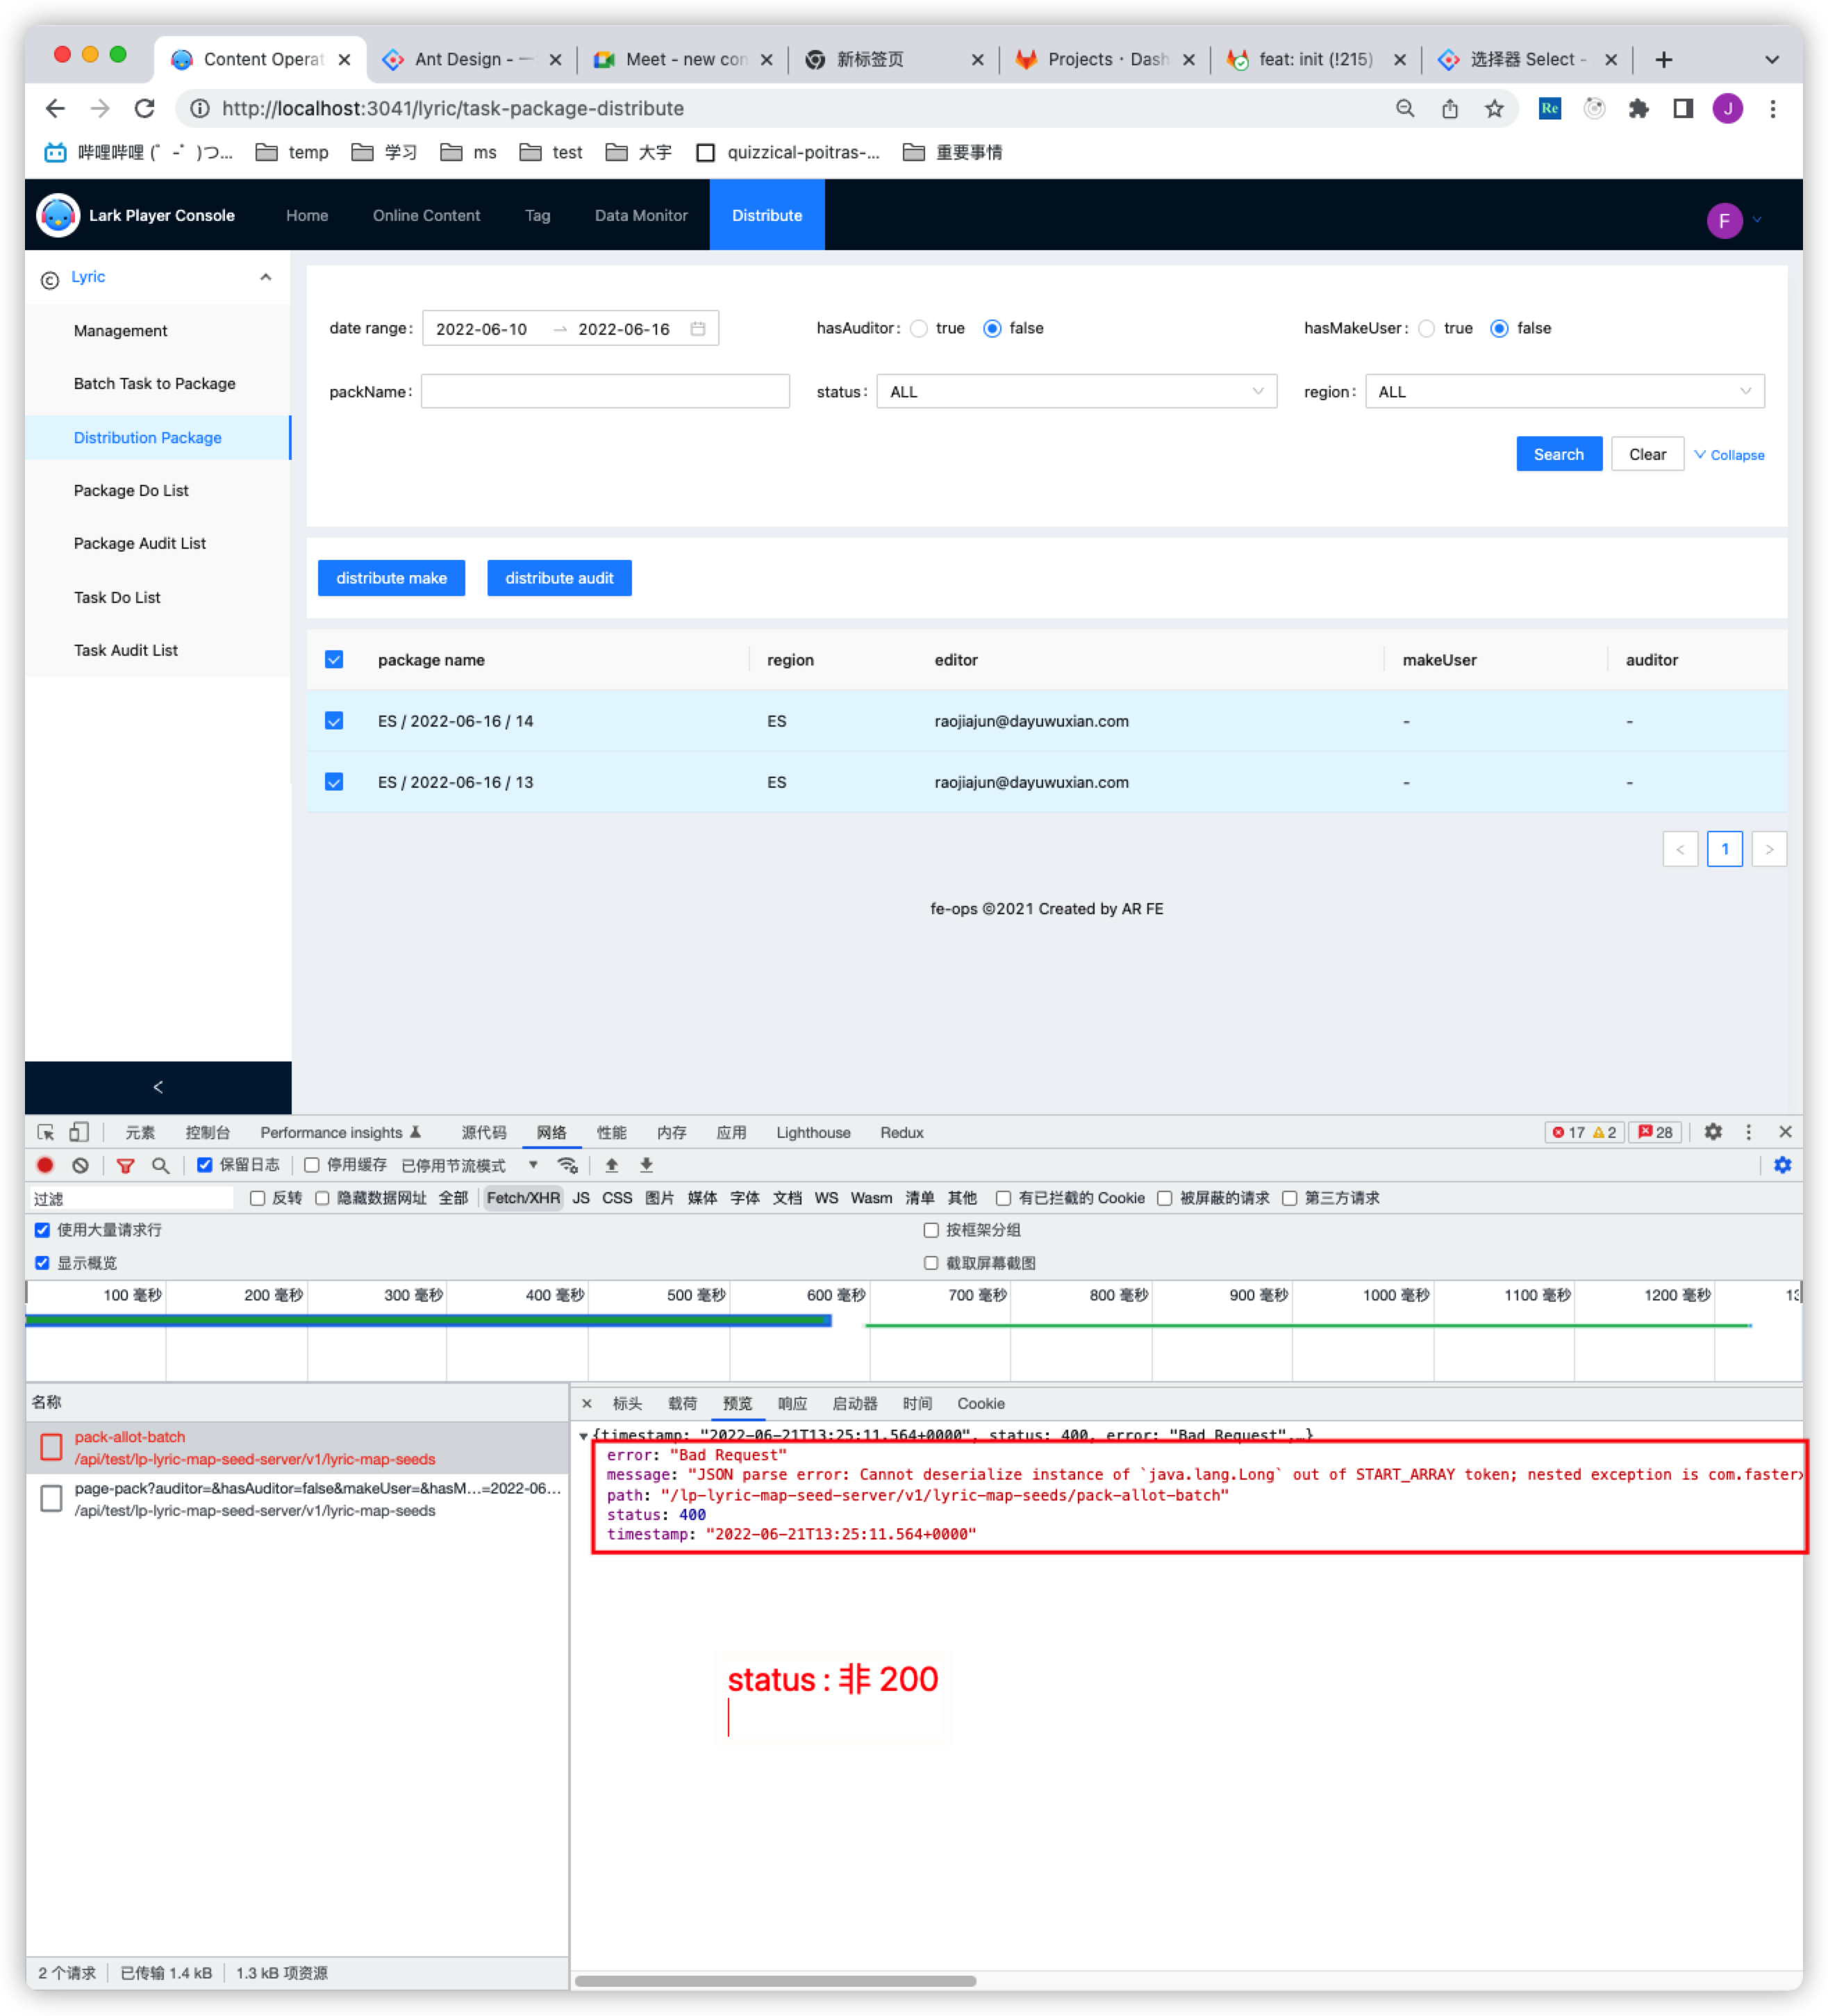 Content Operat
Ant Design - 一
Meet - new con
新标签页
Projects · Dash
feat: init (!215)
选择器 Select -
http://localhost:3041/lyric/task-package-distribute
Re
J
哔哩哔哩 (゜-゜)つ...
temp
学习
ms
test
大宇
quizzical-poitras-...
重要事情
Lark Player Console
Home
Online Content
Tag
Data Monitor
Distribute
F
Lyric
Management
Batch Task to Package
Distribution Package
Package Do List
Package Audit List
Task Do List
Task Audit List
date range: 2022-06-10 → 2022-06-16
hasAuditor: true false
hasMakeUser: true false
packName:
status: ALL
region: ALL
Search
Clear
Collapse
distribute make
distribute audit
package name region editor makeUser auditor
ES / 2022-06-16 / 14 ES raojiajun@dayuwuxian.com - -
ES / 2022-06-16 / 13 ES raojiajun@dayuwuxian.com - -
< 1 >
fe-ops ©2021 Created by AR FE
<
元素 控制台 Performance insights 源代码 网络 性能 内存 应用 Lighthouse Redux 17 2 28
保留日志 停用缓存 已停用节流模式
过滤 反转 隐藏数据网址 全部 Fetch/XHR JS CSS 图片 媒体 字体 文档 WS Wasm 清单 其他 有已拦截的 Cookie 被屏蔽的请求 第三方请求
使用大量请求行 按框架分组
显示概览 截取屏幕截图
100 毫秒 200 毫秒 300 毫秒 400 毫秒 500 毫秒 600 毫秒 700 毫秒 800 毫秒 900 毫秒 1000 毫秒 1100 毫秒 1200 毫秒
名称
pack-allot-batch
/api/test/lp-lyric-map-seed-server/v1/lyric-map-seeds
page-pack?auditor=&hasAuditor=false&makeUser=&hasM...=2022-06...
/api/test/lp-lyric-map-seed-server/v1/lyric-map-seeds
标头 载荷 预览 响应 启动器 时间 Cookie
{timestamp: "2022-06-21T13:25:11.564+0000", status: 400, error: "Bad Request",…}
error: "Bad Request"
message: "JSON parse error: Cannot deserialize instance of `java.lang.Long` out of START_ARRAY token; nested exception is com.faster
path: "/lp-lyric-map-seed-server/v1/lyric-map-seeds/pack-allot-batch"
status: 400
timestamp: "2022-06-21T13:25:11.564+0000"
status : 非 200
2 个请求 已传输 1.4 kB 1.3 kB 项资源